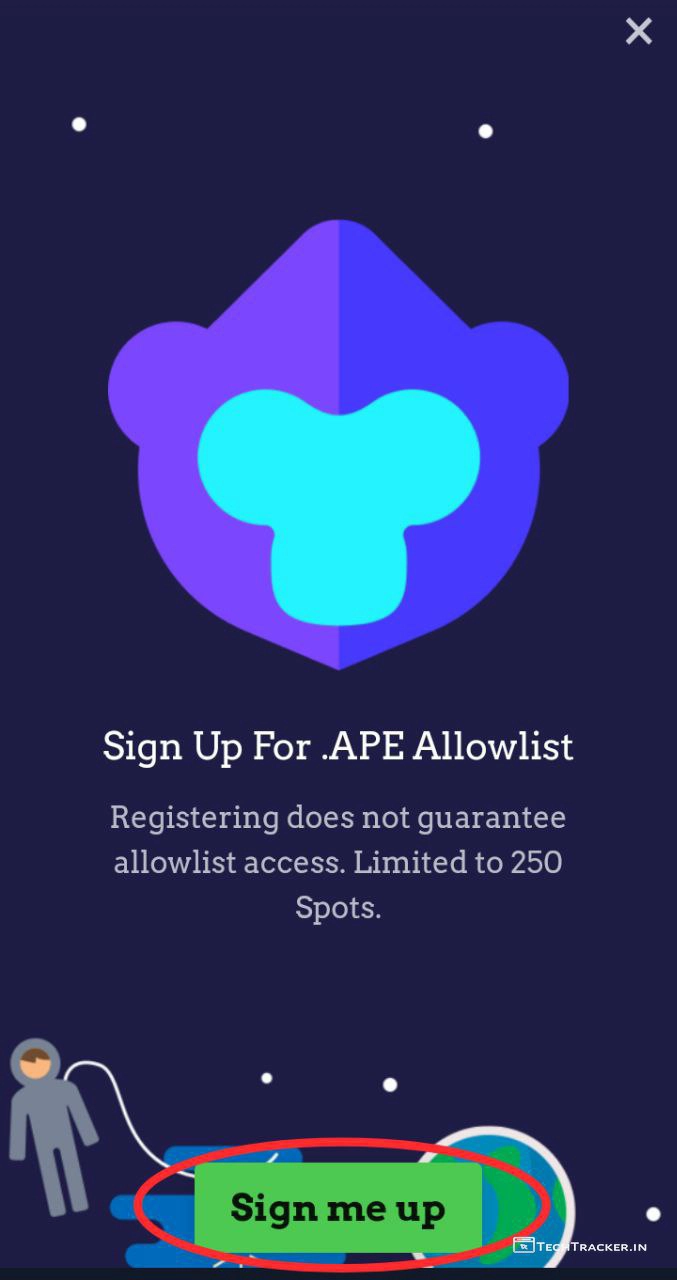 Sign Up For .APE Allowlist
Registering does not guarantee
allowlist access. Limited to 250
Spots.
Sign me up
TECHTRACKER.IN